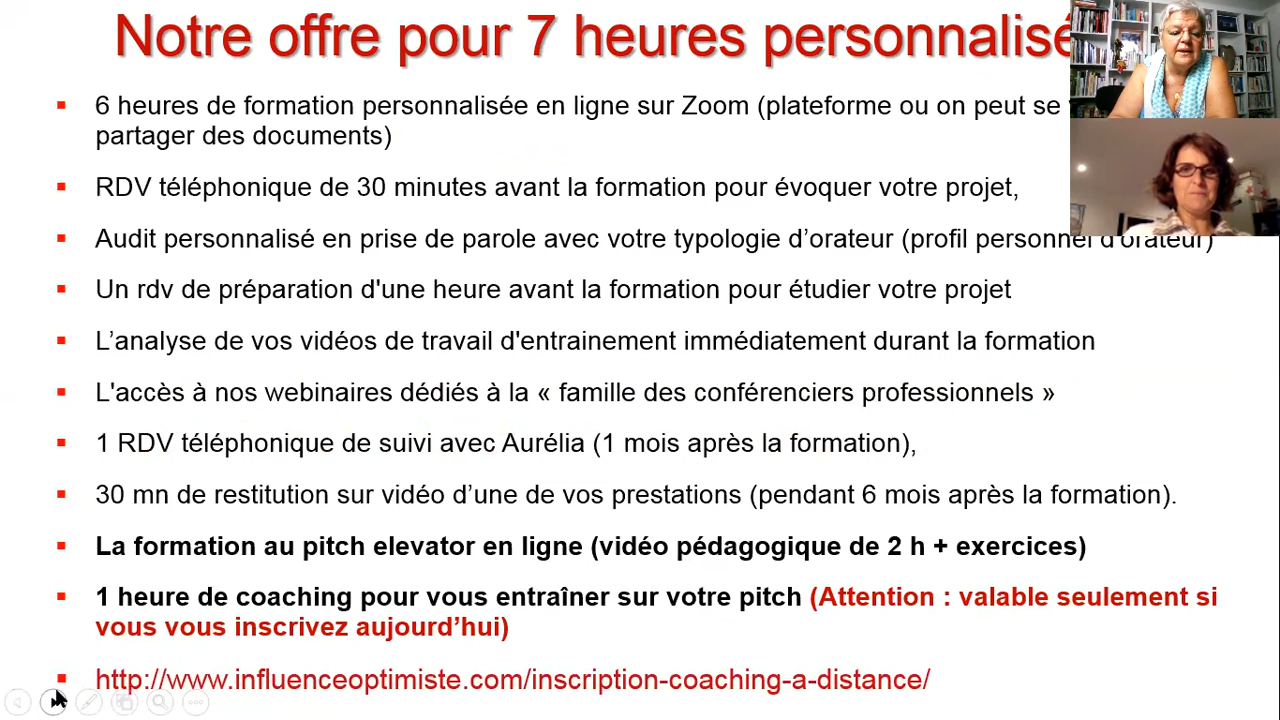 Notre offre pour 7 heures personnalisé
6 heures de formation personnalisée en ligne sur Zoom (plateforme ou on peut se
partager des documents)
RDV téléphonique de 30 minutes avant la formation pour évoquer votre projet,
Audit personnalisé en prise de parole avec votre typologie d’orateur (profil personnel d’orateur)
Un rdv de préparation d'une heure avant la formation pour étudier votre projet
L’analyse de vos vidéos de travail d'entrainement immédiatement durant la formation
L'accès à nos webinaires dédiés à la « famille des conférenciers professionnels »
1 RDV téléphonique de suivi avec Aurélia (1 mois après la formation),
30 mn de restitution sur vidéo d’une de vos prestations (pendant 6 mois après la formation).
La formation au pitch elevator en ligne (vidéo pédagogique de 2 h + exercices)
1 heure de coaching pour vous entraîner sur votre pitch (Attention : valable seulement si
vous vous inscrivez aujourd’hui)
http://www.influenceoptimiste.com/inscription-coaching-a-distance/